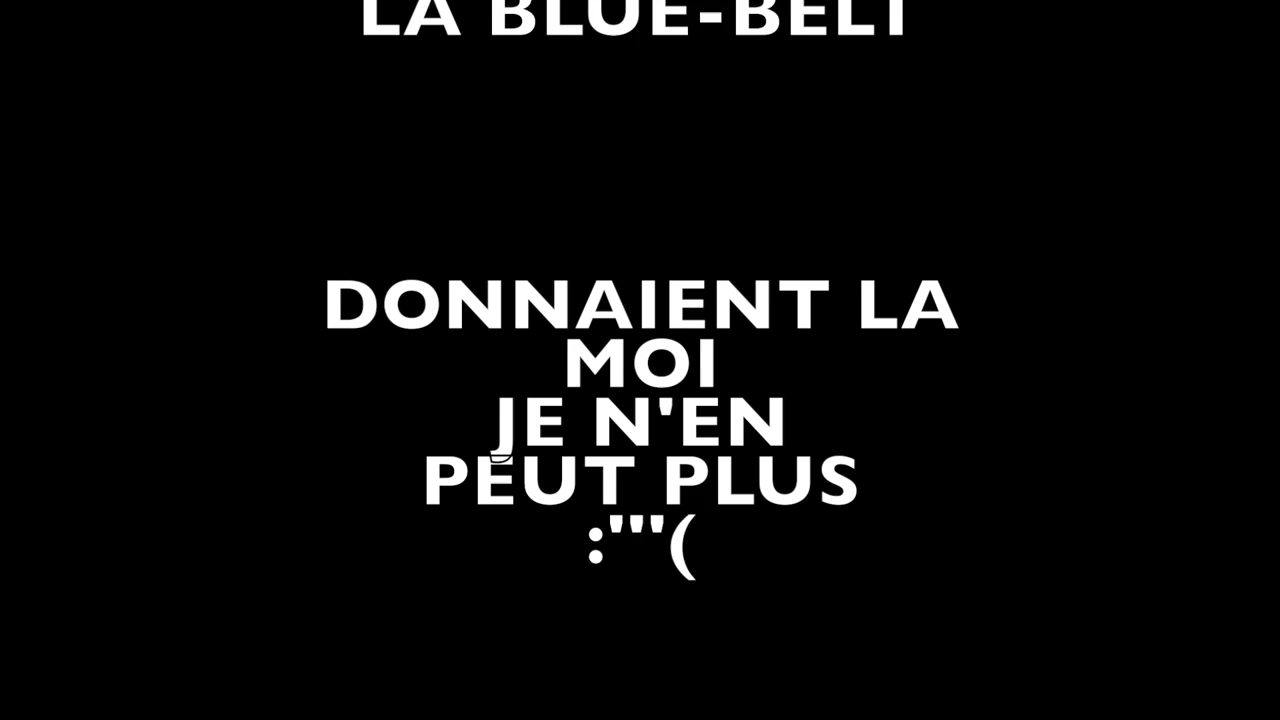 LA BLUE-BELT
DONNAIENT LA
MOI
JE N'EN
PEUT PLUS
:'''(